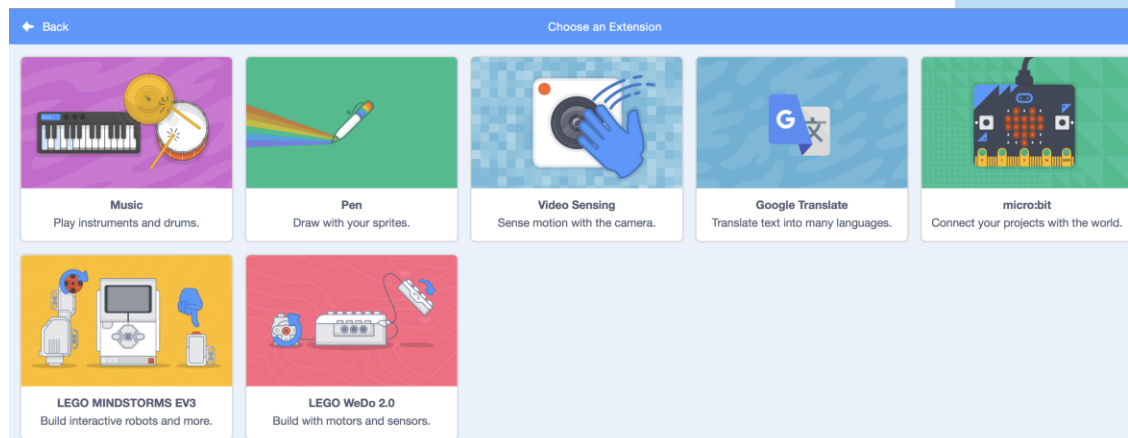 Back
Choose an Extension
Music
Play instruments and drums.
Pen
Draw with your sprites.
Video Sensing
Sense motion with the camera.
G 文
Google Translate
Translate text into many languages.
micro:bit
Connect your projects with the world.
EV3
LEGO MINDSTORMS EV3
Build interactive robots and more.
LEGO WeDo 2.0
Build with motors and sensors.